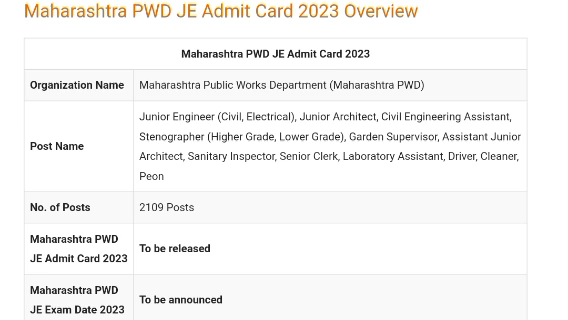 Maharashtra PWD JE Admit Card 2023 Overview
Maharashtra PWD JE Admit Card 2023
Organization Name Maharashtra Public Works Department (Maharashtra PWD)
Post Name
Junior Engineer (Civil, Electrical), Junior Architect, Civil Engineering Assistant,
Stenographer (Higher Grade, Lower Grade), Garden Supervisor, Assistant Junior
Architect, Sanitary Inspector, Senior Clerk, Laboratory Assistant, Driver, Cleaner,
Peon
No. of Posts 2109 Posts
Maharashtra PWD
JE Admit Card 2023
To be released
Maharashtra PWD
JE Exam Date 2023
To be announced